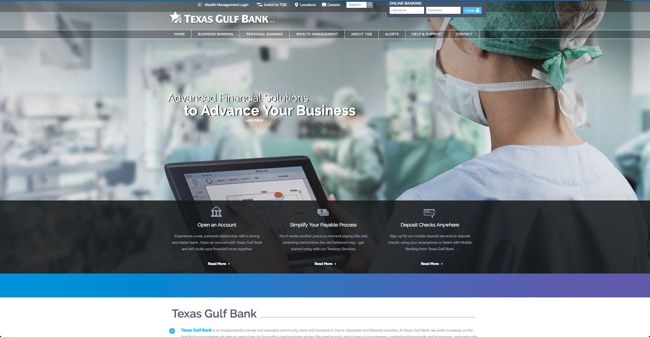 Wealth Management Login Switch to TGB Locations Careers Search
ONLINE BANKING
Username Password LOGIN
TEXAS GULF BANK
HOME BUSINESS BANKING PERSONAL BANKING WEALTH MANAGEMENT ABOUT TGB ALERTS HELP & SUPPORT CONTACT
Advanced Financial Solutions
to Advance Your Business
Learn More
Open an Account Simplify Your Payable Process Deposit Checks Anywhere
Experience a real, personal relationship with a strong Don't waste another precious moment paying bills and Sign up for our mobile deposit services to deposit
and stable bank. Open an account with Texas Gulf Bank reviewing transactions the old fashioned way - get checks using your smartphone or tablet with Mobile
and let's build your financial future together. started today with our Treasury Services. Banking from Texas Gulf Bank
Read More Read More Read More
Texas Gulf Bank
Texas Gulf Bank is an independently owned and operated community bank with locations in Harris, Galveston and Brazoria counties. At Texas Gulf Bank, we pride ourselves on the